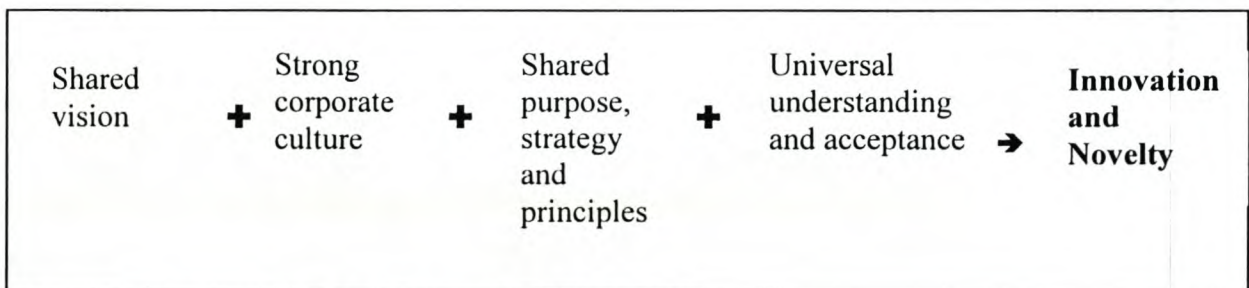 Shared
vision
+
Strong
corporate
culture
+
Shared
purpose,
strategy
and
principles
+
Universal
understanding
and acceptance
→
Innovation
and
Novelty